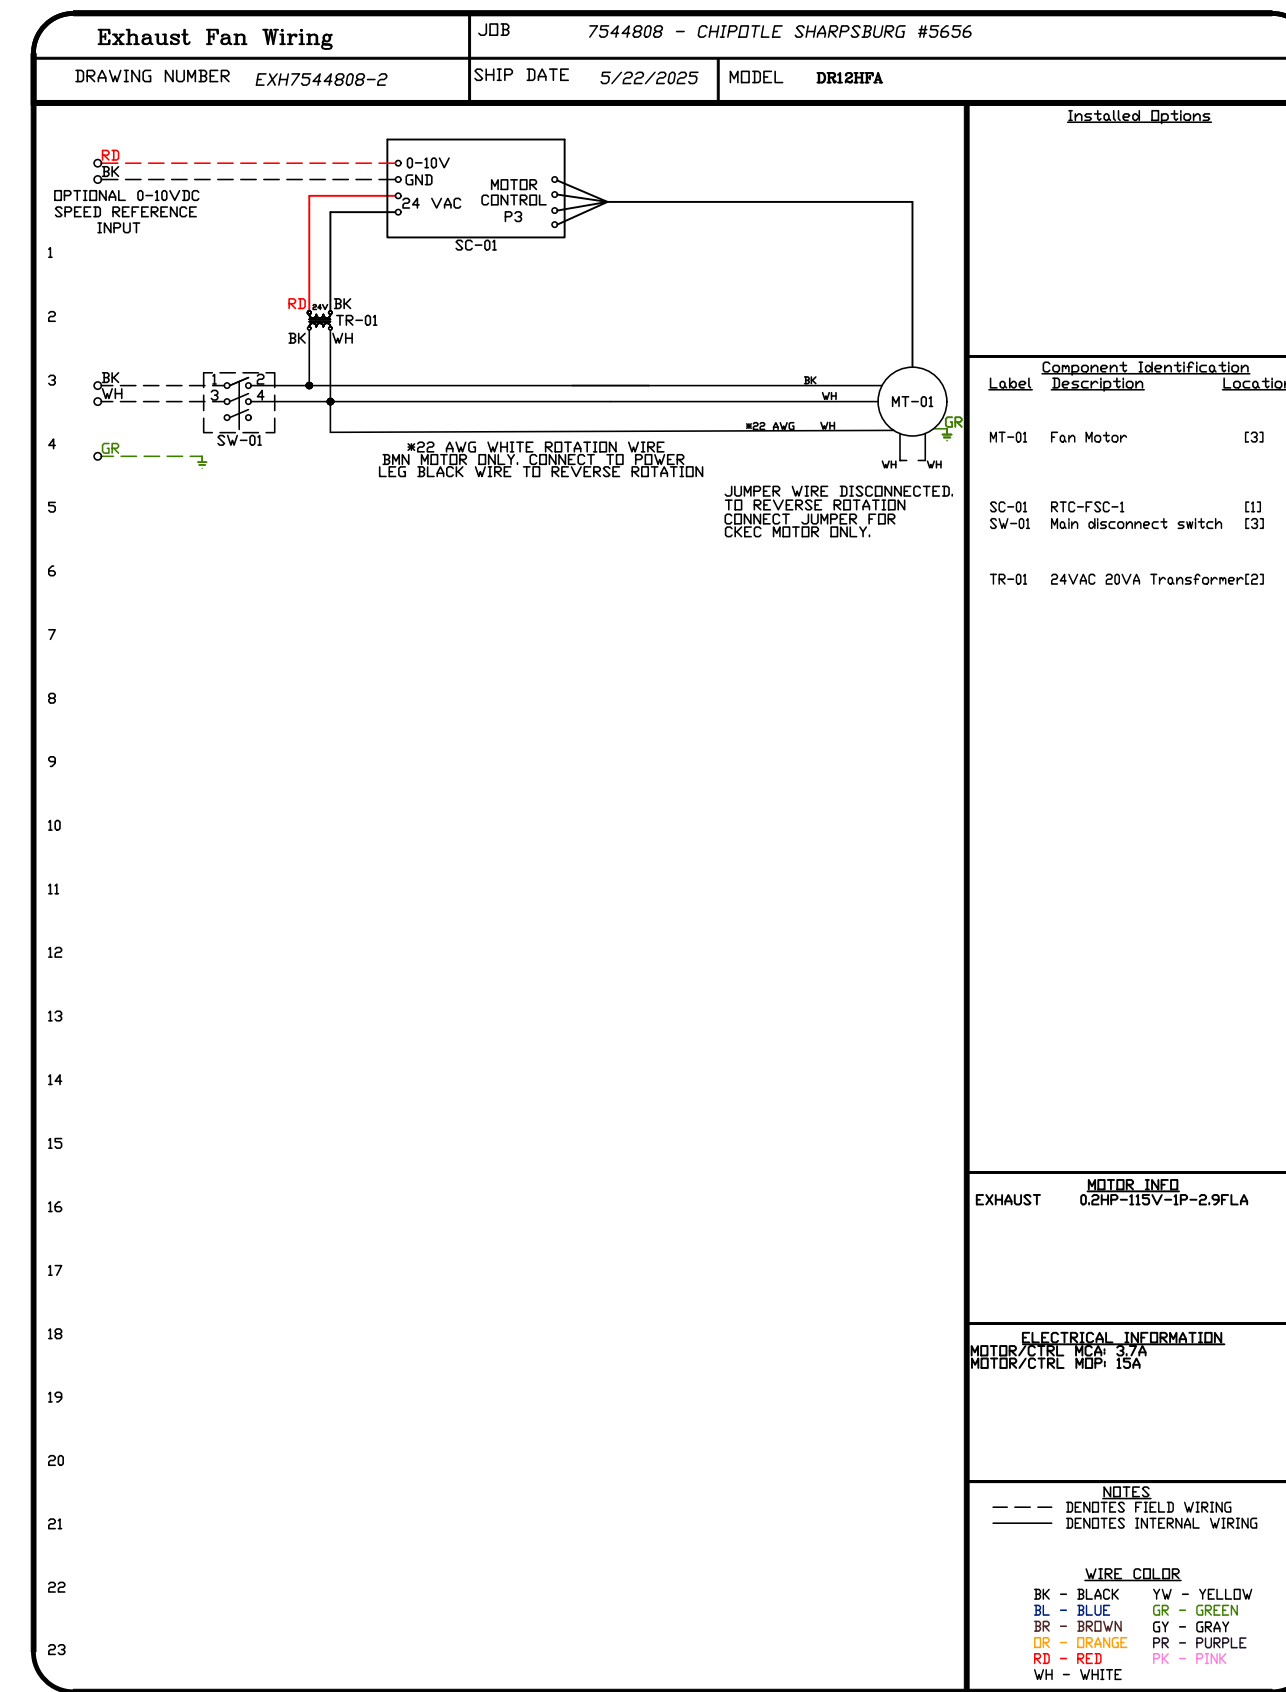 Exhaust Fan Wiring
JOB 7544808 - CHIPOTLE SHARPSBURG #5656
DRAWING NUMBER EXH7544808-2
SHIP DATE 5/22/2025
MODEL DR12HFA
Installed Options
RD
BK
OPTIONAL 0-10VDC
SPEED REFERENCE
INPUT
0-10V
GND
24 VAC
MOTOR
CONTROL
P3
SC-01
RD 24V BK
TR-01
BK WH
BK
WH
1 2
3 4
SW-01
GR
BK
WH
*22 AWG WH
MT-01
GR
WH WH
*22 AWG WHITE ROTATION WIRE
BMN MOTOR ONLY. CONNECT TO POWER
LEG BLACK WIRE TO REVERSE ROTATION
JUMPER WIRE DISCONNECTED.
TO REVERSE ROTATION
CONNECT JUMPER FOR
CKEC MOTOR ONLY.
1
2
3
4
5
6
7
8
9
10
11
12
13
14
15
16
17
18
19
20
21
22
23
Component Identification
Label Description Location
MT-01 Fan Motor [3]
SC-01 RTC-FSC-1 [1]
SW-01 Main disconnect switch [3]
TR-01 24VAC 20VA Transformer[2]
MOTOR INFO
EXHAUST 0.2HP-115V-1P-2.9FLA
ELECTRICAL INFORMATION
MOTOR/CTRL MCA: 3.7A
MOTOR/CTRL MOP: 15A
NOTES
DENOTES FIELD WIRING
DENOTES INTERNAL WIRING
WIRE COLOR
BK - BLACK YW - YELLOW
BL - BLUE GR - GREEN
BR - BROWN GY - GRAY
OR - ORANGE PR - PURPLE
RD - RED PK - PINK
WH - WHITE